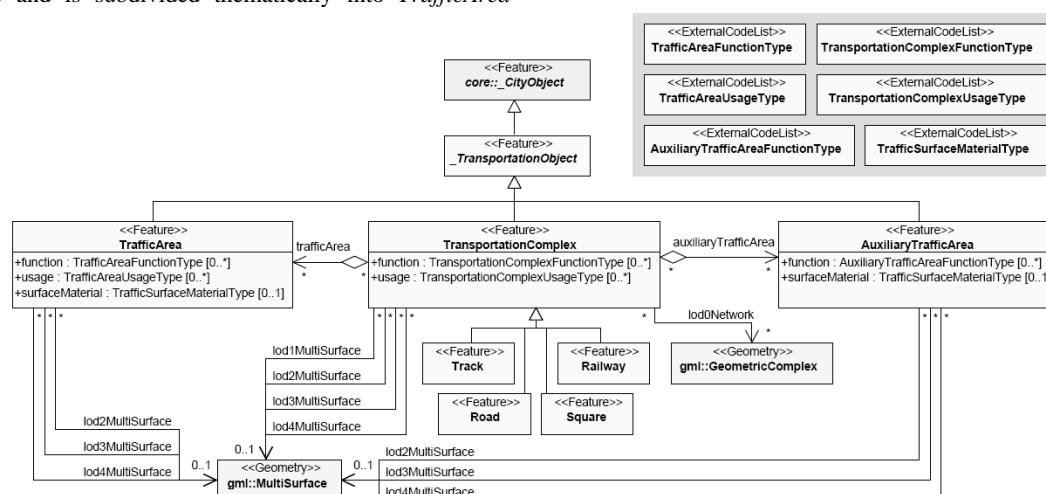 and is subdivided thematically into TrafficArea
<<ExternalCodeList>>
TrafficAreaFunctionType
<<ExternalCodeList>>
TransportationComplexFunctionType
<<ExternalCodeList>>
TrafficAreaUsageType
<<ExternalCodeList>>
TransportationComplexUsageType
<<ExternalCodeList>>
AuxiliaryTrafficAreaFunctionType
<<ExternalCodeList>>
TrafficSurfaceMaterialType
<<Feature>>
core::_CityObject
<<Feature>>
_TransportationObject
<<Feature>>
TrafficArea
+function : TrafficAreaFunctionType [0..*]
+usage : TrafficAreaUsageType [0..*]
+surfaceMaterial : TrafficSurfaceMaterialType [0..1]
trafficArea
*
*
<<Feature>>
TransportationComplex
+function : TransportationComplexFunctionType [0..*]
+usage : TransportationComplexUsageType [0..*]
auxiliaryTrafficArea
*
*
<<Feature>>
AuxiliaryTrafficArea
+function : AuxiliaryTrafficAreaFunctionType [0..*]
+surfaceMaterial : TrafficSurfaceMaterialType [0..1]
* * *
* * * *
*
* * *
lod0Network
*
<<Geometry>>
gml::GeometricComplex
<<Feature>>
Track
<<Feature>>
Railway
<<Feature>>
Road
<<Feature>>
Square
lod1MultiSurface
lod2MultiSurface
lod3MultiSurface
lod4MultiSurface
lod2MultiSurface
lod3MultiSurface
lod4MultiSurface
0..1
0..1
0..1
<<Geometry>>
gml::MultiSurface
lod2MultiSurface
lod3MultiSurface
lod4MultiSurface